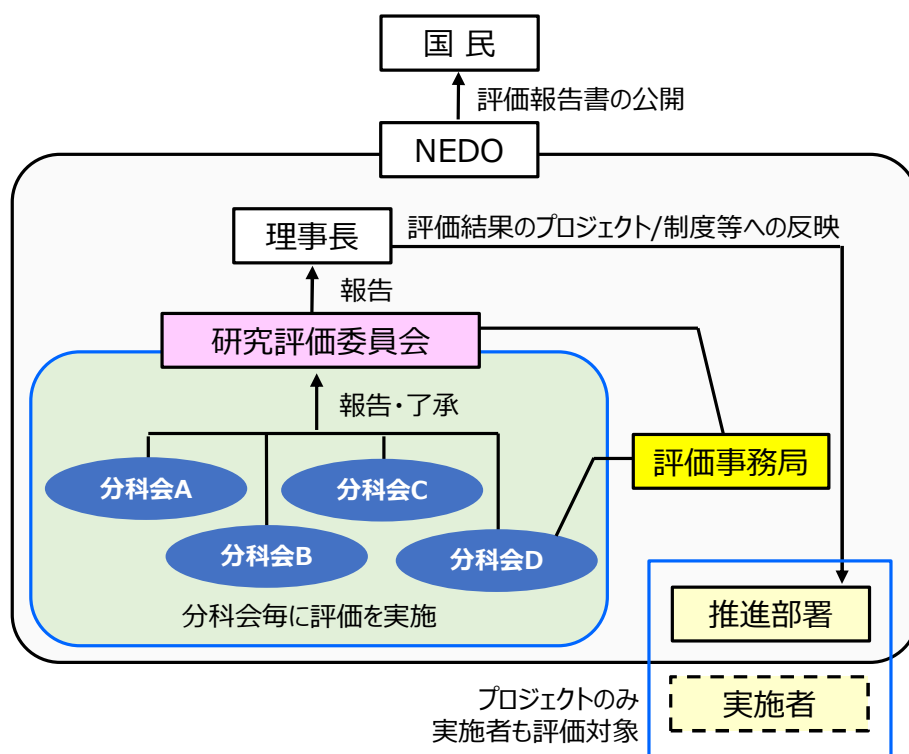 国 民
評価報告書の公開
NEDO
理事長
評価結果のプロジェクト/制度等への反映
報告
研究評価委員会
報告・了承
評価事務局
分科会A
分科会C
分科会B
分科会D
分科会毎に評価を実施
推進部署
プロジェクトのみ
実施者も評価対象
実施者